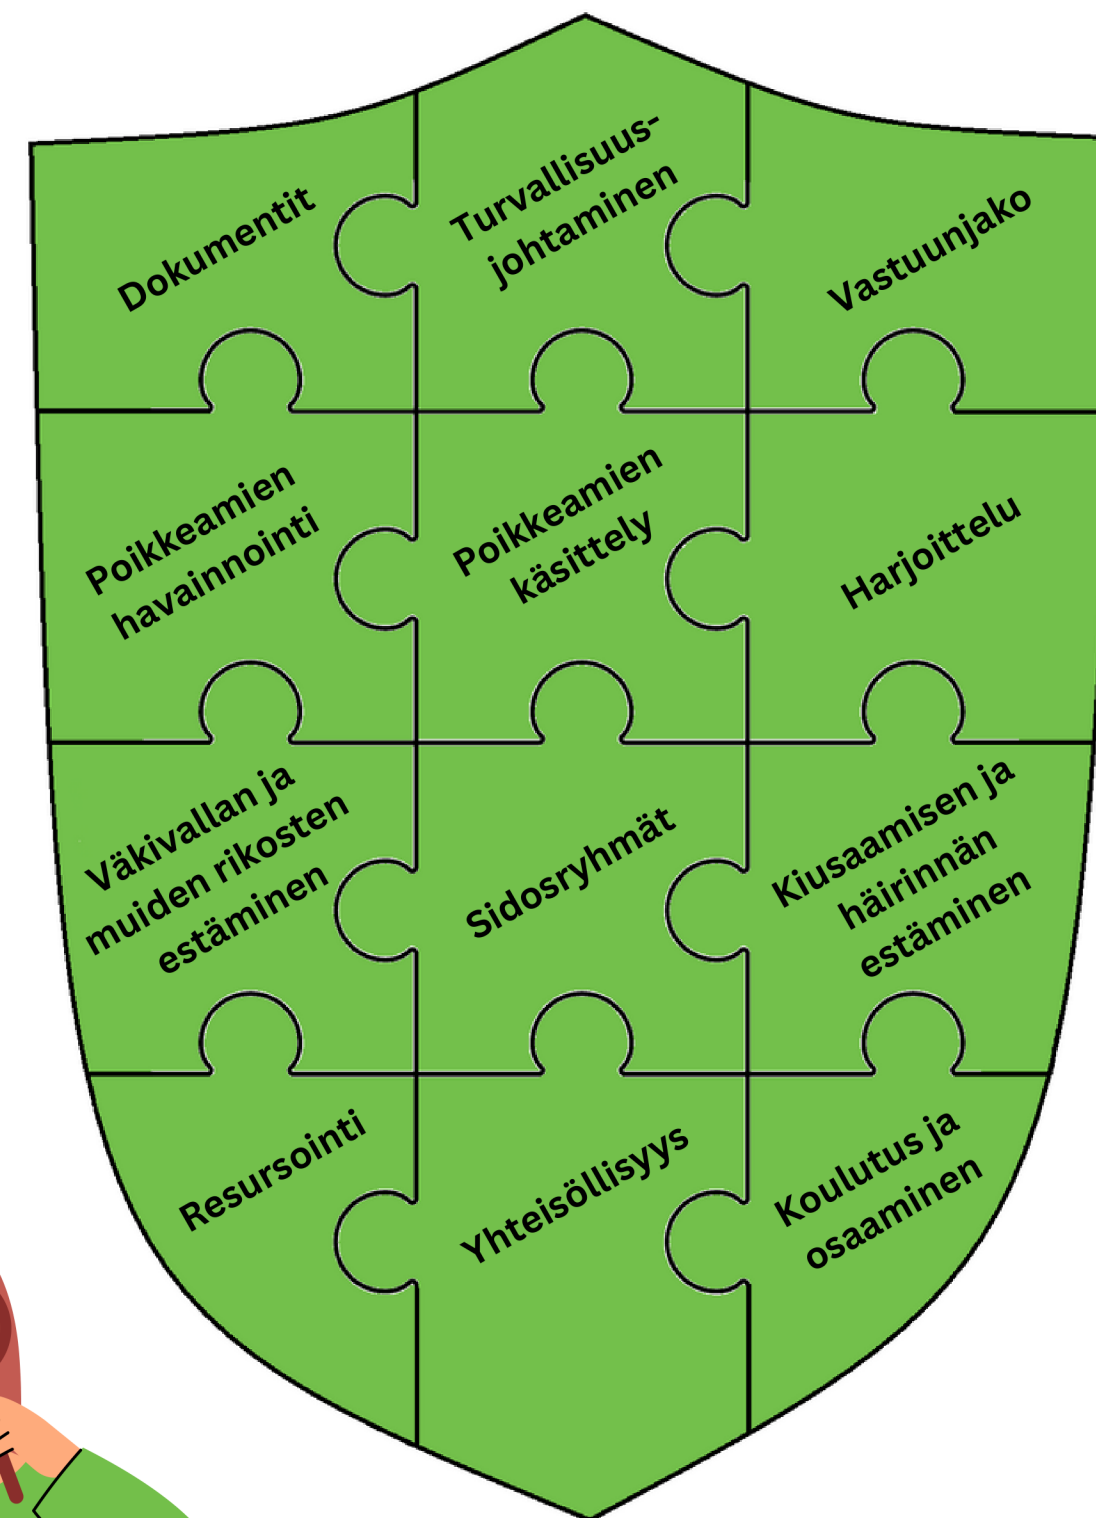 Dokumentit
Turvallisuus-
johtaminen
Vastuunjako
Poikkeamien
havainnointi
Poikkeamien
käsittely
Harjoittelu
Väkivallan ja
muiden rikosten
estäminen
Sidosryhmät
Kiusaamisen ja
häirinnän
estäminen
Resursointi
Yhteisöllisyys
Koulutus ja
osaaminen